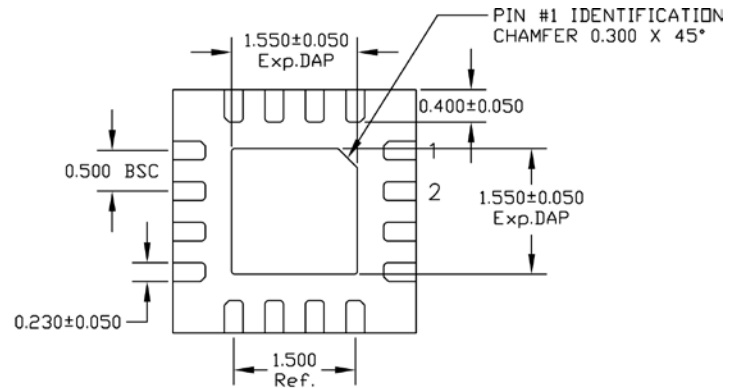 PIN #1 IDENTIFICATION
CHAMFER 0.300 X 45°
1.550±0.050
Exp.DAP
0.400±0.050
1
0.500 BSC
2
1.550±0.050
Exp.DAP
0.230±0.050
1.500
Ref.